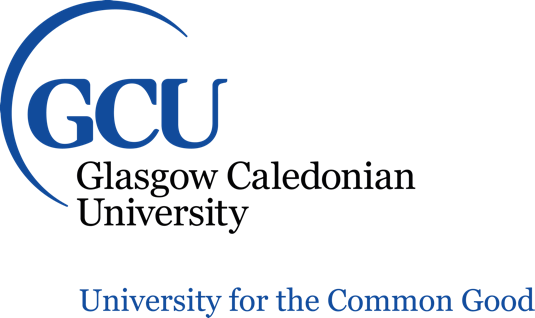 GCU
Glasgow Caledonian
University
University for the Common Good